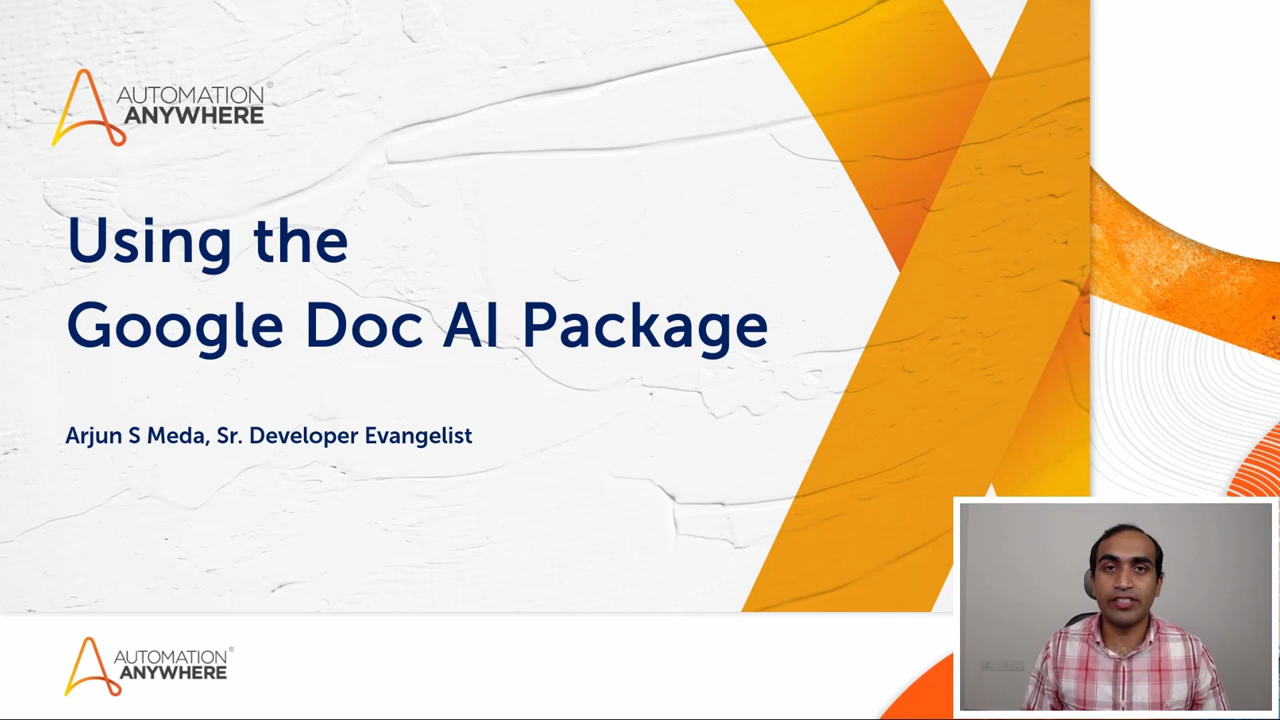 AUTOMATION®
ANYWHERE
Using the
Google Doc AI Package
Arjun S Meda, Sr. Developer Evangelist
AUTOMATION®
ANYWHERE